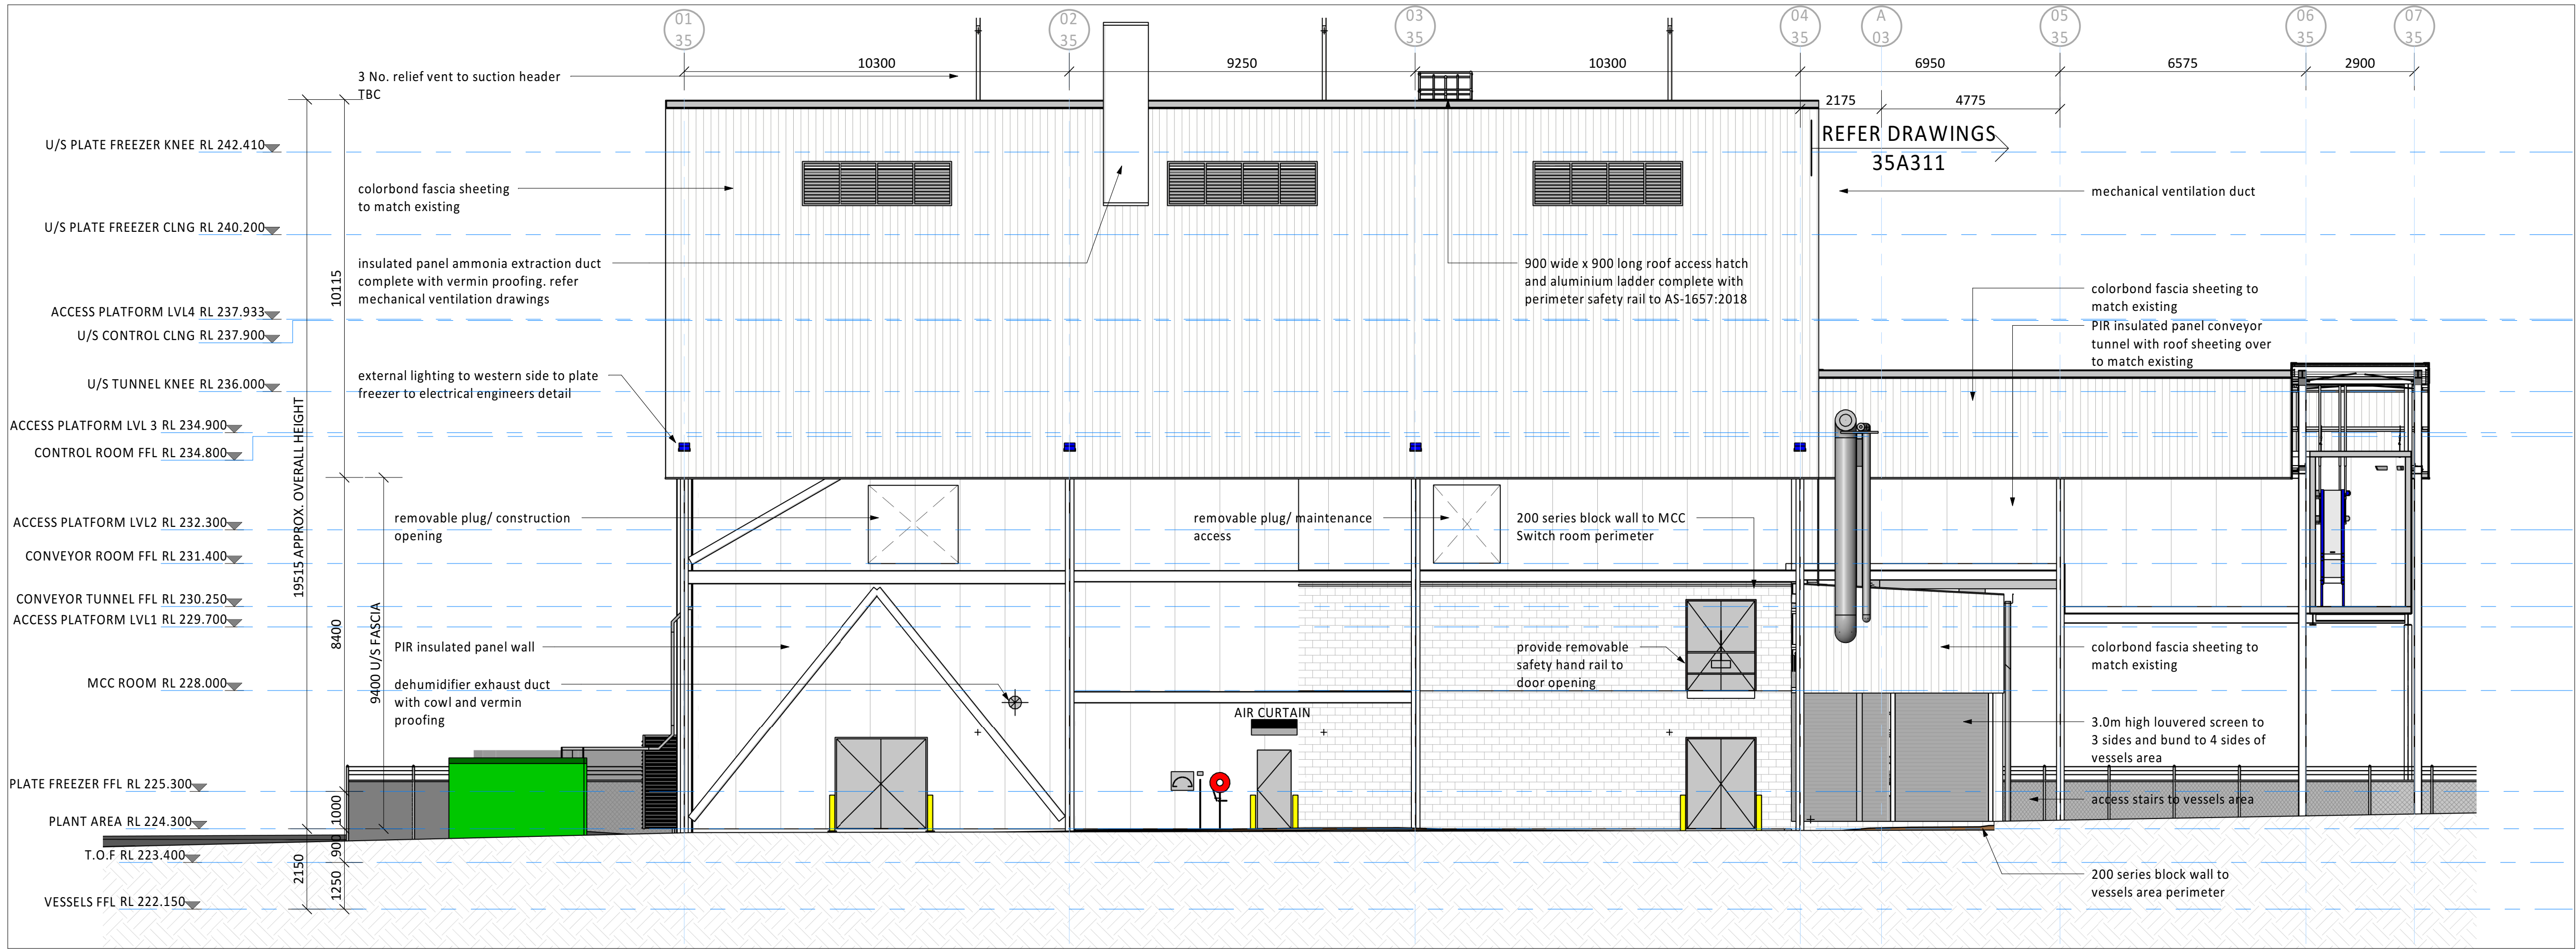 01
35
02
35
03
35
04
35
A
03
05
35
06
35
07
35
10300
9250
10300
6950
6575
2900
2175
4775
3 No. relief vent to suction header
TBC
REFER DRAWINGS
35A311
U/S PLATE FREEZER KNEE RL 242.410
colorbond fascia sheeting
to match existing
mechanical ventilation duct
U/S PLATE FREEZER CLNG RL 240.200
insulated panel ammonia extraction duct
complete with vermin proofing. refer
mechanical ventilation drawings
900 wide x 900 long roof access hatch
and aluminium ladder complete with
perimeter safety rail to AS-1657:2018
10115
colorbond fascia sheeting to
match existing
ACCESS PLATFORM LVL4 RL 237.933
U/S CONTROL CLNG RL 237.900
PIR insulated panel conveyor
tunnel with roof sheeting over
to match existing
U/S TUNNEL KNEE RL 236.000
external lighting to western side to plate
freezer to electrical engineers detail
19515 APPROX. OVERALL HEIGHT
ACCESS PLATFORM LVL 3 RL 234.900
CONTROL ROOM FFL RL 234.800
ACCESS PLATFORM LVL2 RL 232.300
removable plug/ construction
opening
removable plug/ maintenance
access
200 series block wall to MCC
Switch room perimeter
CONVEYOR ROOM FFL RL 231.400
CONVEYOR TUNNEL FFL RL 230.250
ACCESS PLATFORM LVL1 RL 229.700
8400
9400 U/S FASCIA
PIR insulated panel wall
provide removable
safety hand rail to
door opening
colorbond fascia sheeting to
match existing
MCC ROOM RL 228.000
dehumidifier exhaust duct
with cowl and vermin
proofing
AIR CURTAIN
3.0m high louvered screen to
3 sides and bund to 4 sides of
vessels area
PLATE FREEZER FFL RL 225.300
1000
access stairs to vessels area
PLANT AREA RL 224.300
900
T.O.F RL 223.400
2150
1250
200 series block wall to
vessels area perimeter
VESSELS FFL RL 222.150